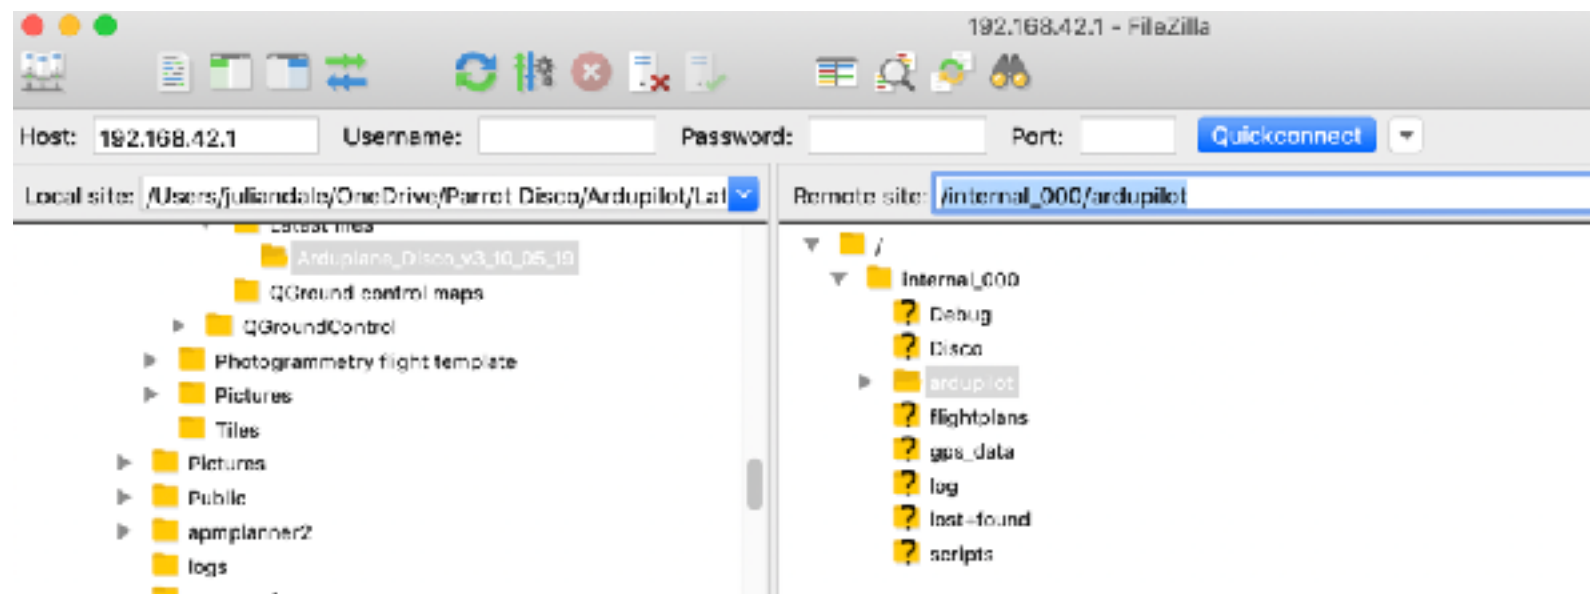 192.168.42.1 - FileZilla
Host: 192.168.42.1 Username: Password: Port: Quickconnect
Local site: /Users/juliandale/OneDrive/Parrot Disco/Ardupilot/Lat
Remote site: /internal_000/ardupilot
Latest files
Arduplane_Disco_v3_10_05_19
QGround control maps
QGroundControl
Photogrammetry flight template
Pictures
Tiles
Pictures
Public
apmplanner2
logs
/
internal_000
Debug
Disco
ardupilot
flightplans
gps_data
log
lost+found
scripts